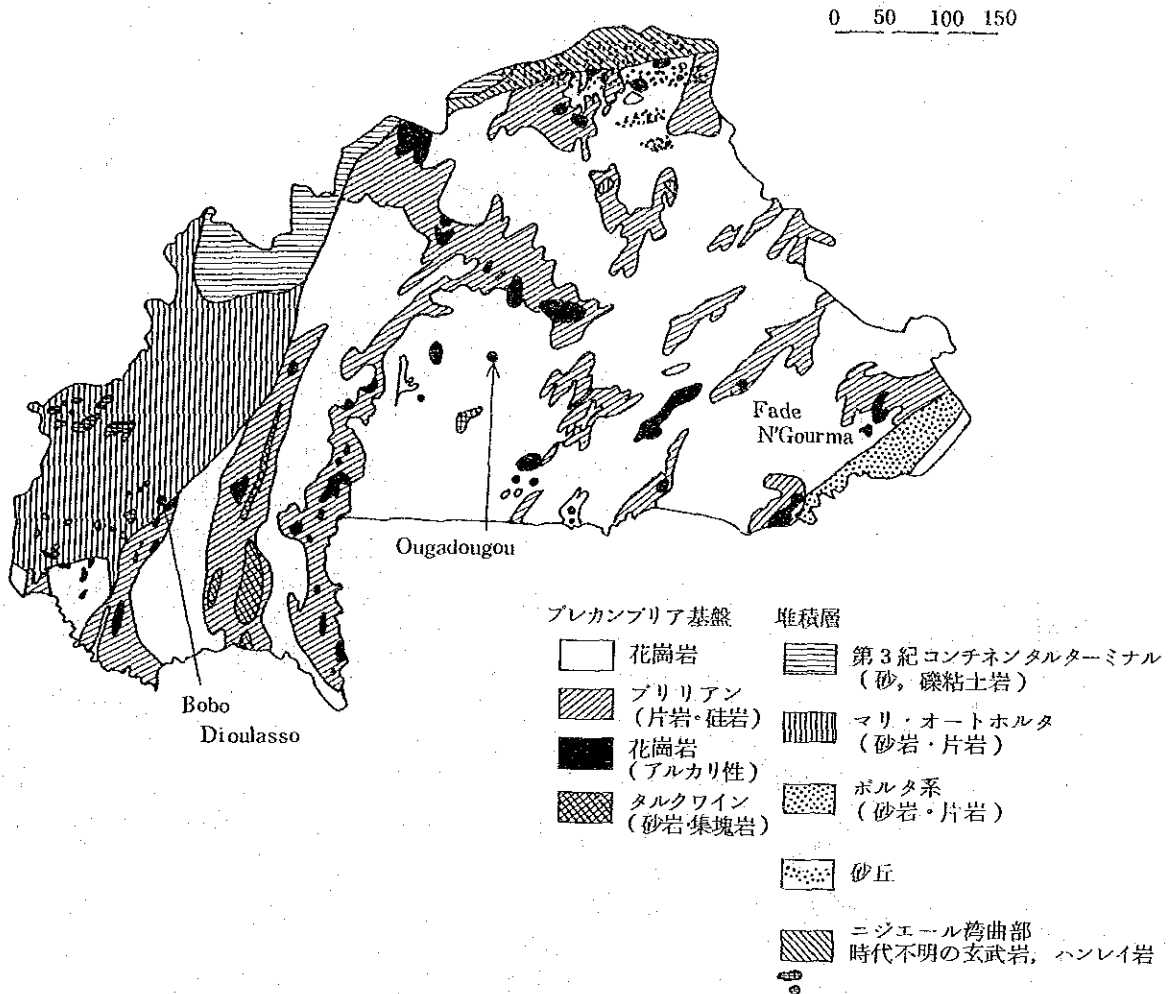 0 50 100 150
Fade
N'Gourma
Ougadougou
Bobo
Dioulasso
プレカンブリア基盤
花崗岩
ブリリアン
(片岩・硅岩)
花崗岩
(アルカリ性)
タルクワイン
(砂岩・集塊岩)
堆積層
第3紀コンチネンタルターミナル
(砂，礫粘土岩)
マリ・オートホルタ
(砂岩・片岩)
ボルタ系
(砂岩・片岩)
砂丘
ニジエール湾曲部
時代不明の玄武岩，ハンレイ岩